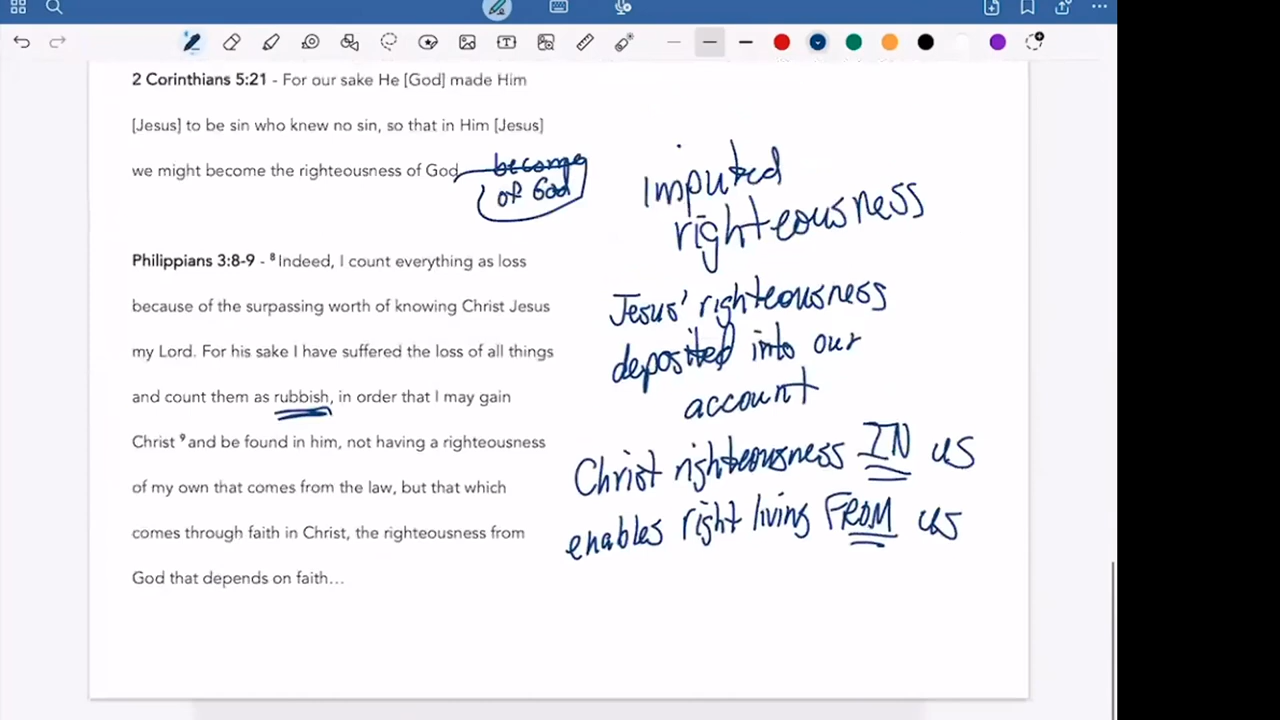 2 Corinthians 5:21 - For our sake He [God] made Him
[Jesus] to be sin who knew no sin, so that in Him [Jesus]
we might become the righteousness of God
become
of God
Philippians 3:8-9 - ⁸ Indeed, I count everything as loss
because of the surpassing worth of knowing Christ Jesus
my Lord. For his sake I have suffered the loss of all things
and count them as rubbish, in order that I may gain
Christ ⁹ and be found in him, not having a righteousness
of my own that comes from the law, but that which
comes through faith in Christ, the righteousness from
God that depends on faith…
Imputed
righteousness
Jesus' righteousness
deposited into our
account
Christ righteousness IN us
enables right living FROM us